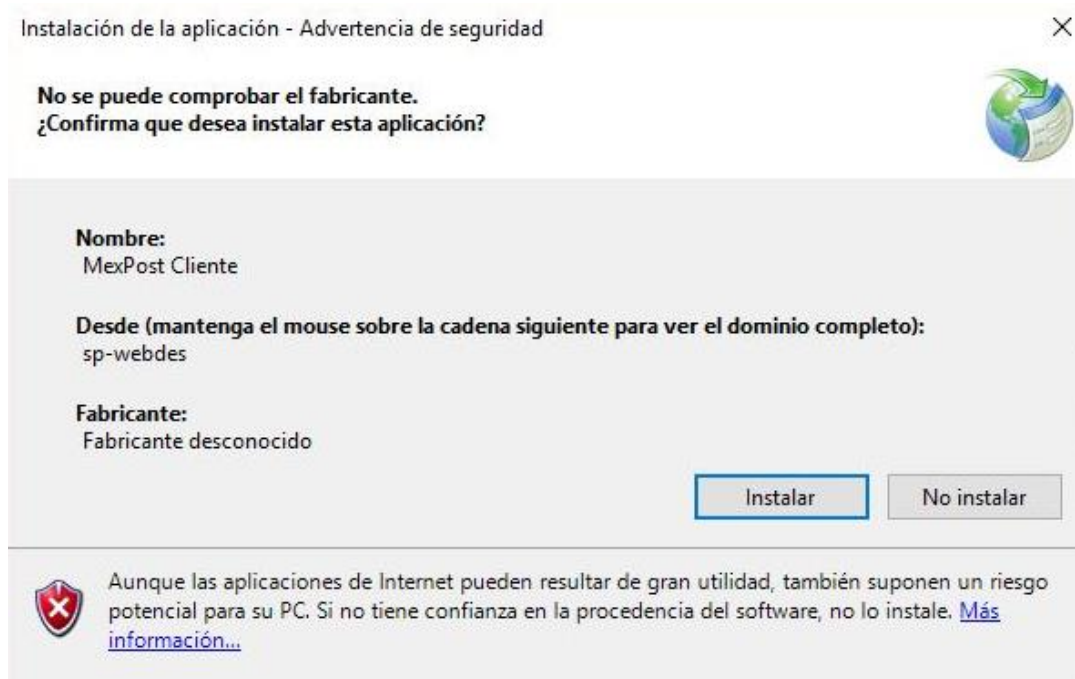 Instalación de la aplicación - Advertencia de seguridad
No se puede comprobar el fabricante.
¿Confirma que desea instalar esta aplicación?
Nombre:
MexPost Cliente
Desde (mantenga el mouse sobre la cadena siguiente para ver el dominio completo):
sp-webdes
Fabricante:
Fabricante desconocido
Instalar No instalar
Aunque las aplicaciones de Internet pueden resultar de gran utilidad, también suponen un riesgo
potencial para su PC. Si no tiene confianza en la procedencia del software, no lo instale. Más
información...